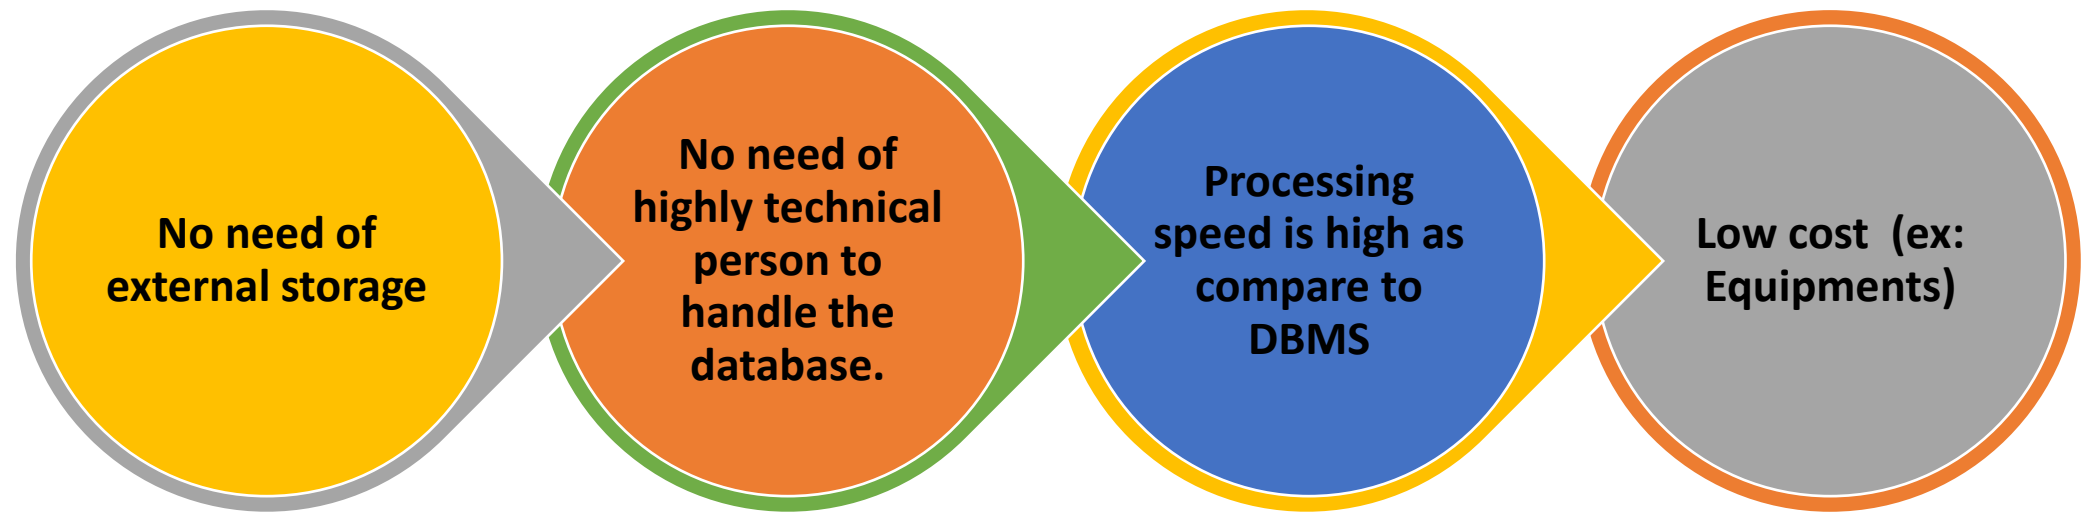 No need of
external storage
No need of
highly technical
person to
handle the
database.
Processing
speed is high as
compare to
DBMS
Low cost  (ex:
Equipments)